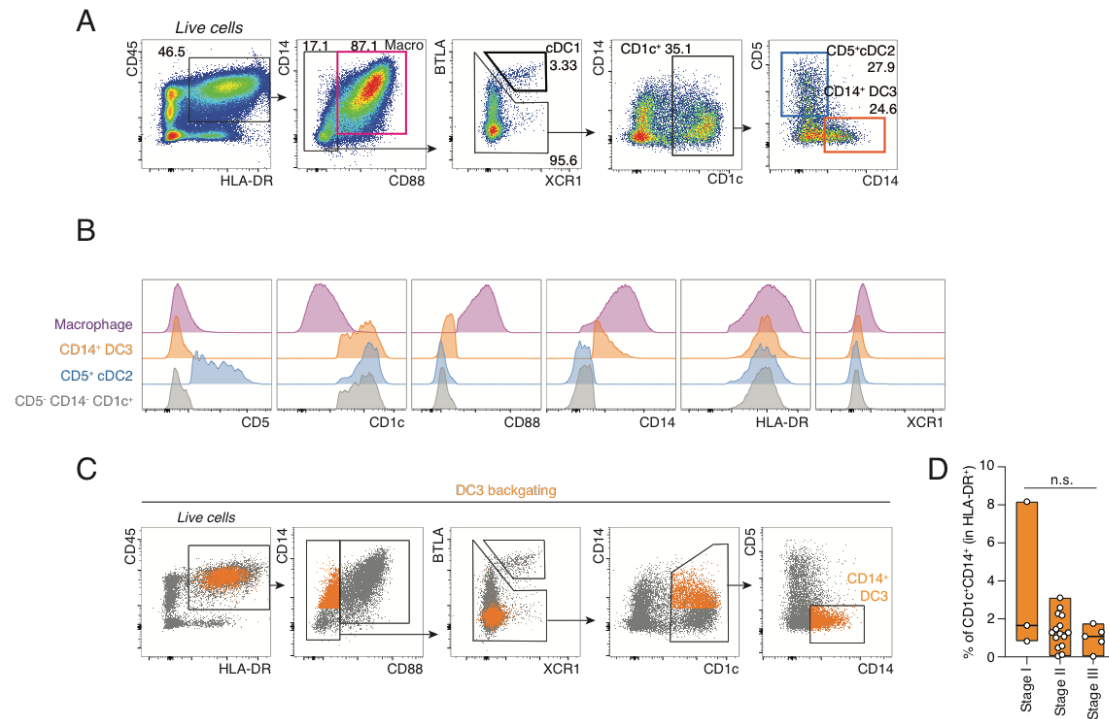 A
Live cells
CD45
46.5
HLA-DR
CD14
17.1 87.1 Macro
CD88
BTLA
cDC1
3.33
95.6
XCR1
CD14
CD1c⁺ 35.1
CD1c
CD5
CD5⁺cDC2
27.9
CD14⁺ DC3
24.6
CD14
B
Macrophage
CD14⁺ DC3
CD5⁺ cDC2
CD5⁻ CD14⁻ CD1c⁺
CD5
CD1c
CD88
CD14
HLA-DR
XCR1
C
DC3 backgating
Live cells
CD45
HLA-DR
CD14
CD88
BTLA
XCR1
CD14
CD1c
CD5
CD14⁺
DC3
CD14
D
% of CD1c⁺CD14⁺ (in HLA-DR⁺)
10
8
6
4
2
0
n.s.
Stage I
Stage II
Stage III